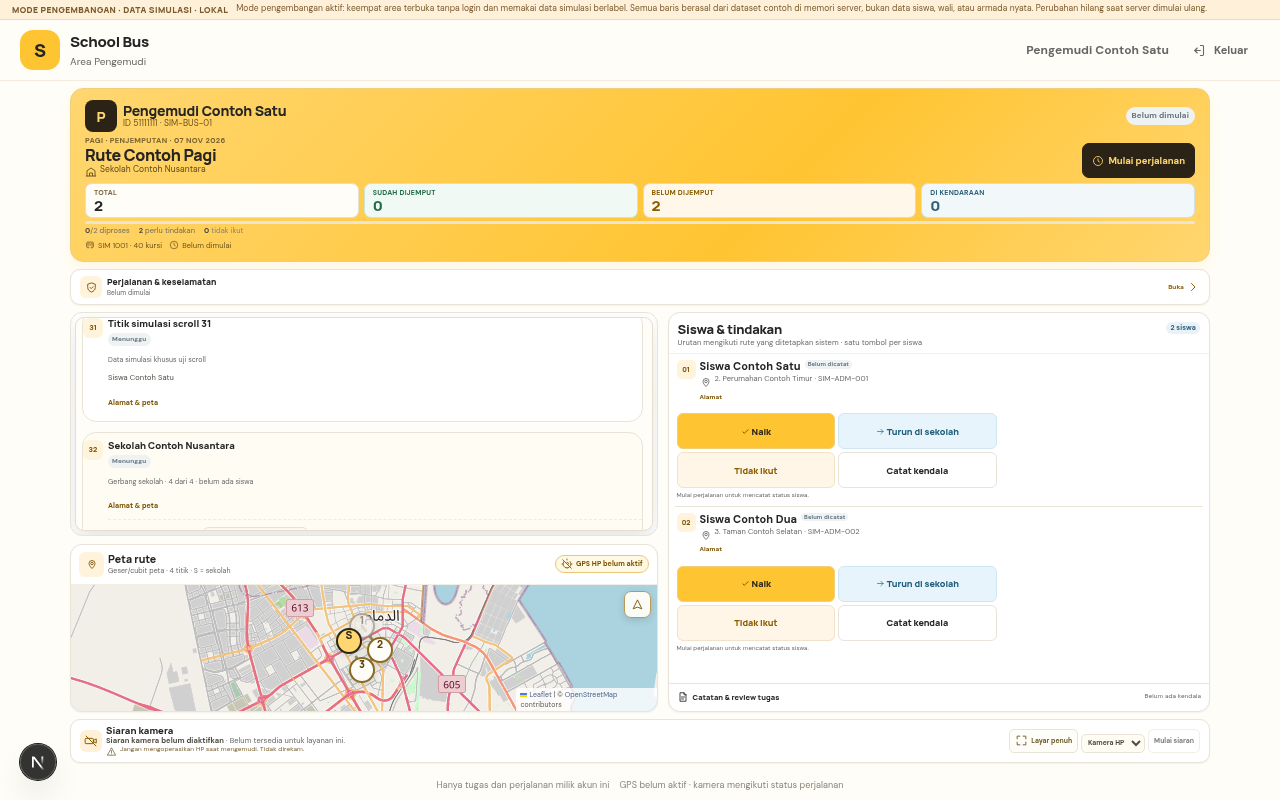 MODE PENGEMBANGAN · DATA SIMULASI · LOKAL Mode pengembangan aktif: keempat area terbuka tanpa login dan memakai data simulasi berlabel. Semua baris berasal dari dataset contoh di memori server, bukan data siswa, wali, atau armada nyata. Perubahan hilang saat server dimulai ulang.
S
School Bus
Area Pengemudi
Pengemudi Contoh Satu
Keluar
P
Pengemudi Contoh Satu
ID 51111111 · SIM-BUS-01
Belum dimulai
PAGI · PENJEMPUTAN · 07 NOV 2026
Rute Contoh Pagi
Sekolah Contoh Nusantara
Mulai perjalanan
TOTAL
2
SUDAH DIJEMPUT
0
BELUM DIJEMPUT
2
DI KENDARAAN
0
0/2 diproses 2 perlu tindakan 0 tidak ikut
SIM 1001 · 40 kursi Belum dimulai
Perjalanan & keselamatan
Belum dimulai
Buka
31
Titik simulasi scroll 31
Menunggu
Data simulasi khusus uji scroll
Siswa Contoh Satu
Alamat & peta
32
Sekolah Contoh Nusantara
Menunggu
Gerbang sekolah · 4 dari 4 · belum ada siswa
Alamat & peta
Peta rute
Geser/cubit peta · 4 titik · S = sekolah
GPS HP belum aktif
613
1
S
2
3
605
Leaflet | © OpenStreetMap
contributors
Siswa & tindakan
Urutan mengikuti rute yang ditetapkan sistem · satu tombol per siswa
2 siswa
01
Siswa Contoh Satu
Belum dicatat
2. Perumahan Contoh Timur · SIM-ADM-001
Alamat
Naik
Turun di sekolah
Tidak ikut
Catat kendala
Mulai perjalanan untuk mencatat status siswa.
02
Siswa Contoh Dua
Belum dicatat
3. Taman Contoh Selatan · SIM-ADM-002
Alamat
Naik
Turun di sekolah
Tidak ikut
Catat kendala
Mulai perjalanan untuk mencatat status siswa.
Catatan & review tugas
Belum ada kendala
Siaran kamera
Siaran kamera belum diaktifkan · Belum tersedia untuk layanan ini.
Jangan mengoperasikan HP saat mengemudi. Tidak direkam.
Layar penuh
Kamera HP
Mulai siaran
N
Hanya tugas dan perjalanan milik akun ini GPS belum aktif · kamera mengikuti status perjalanan